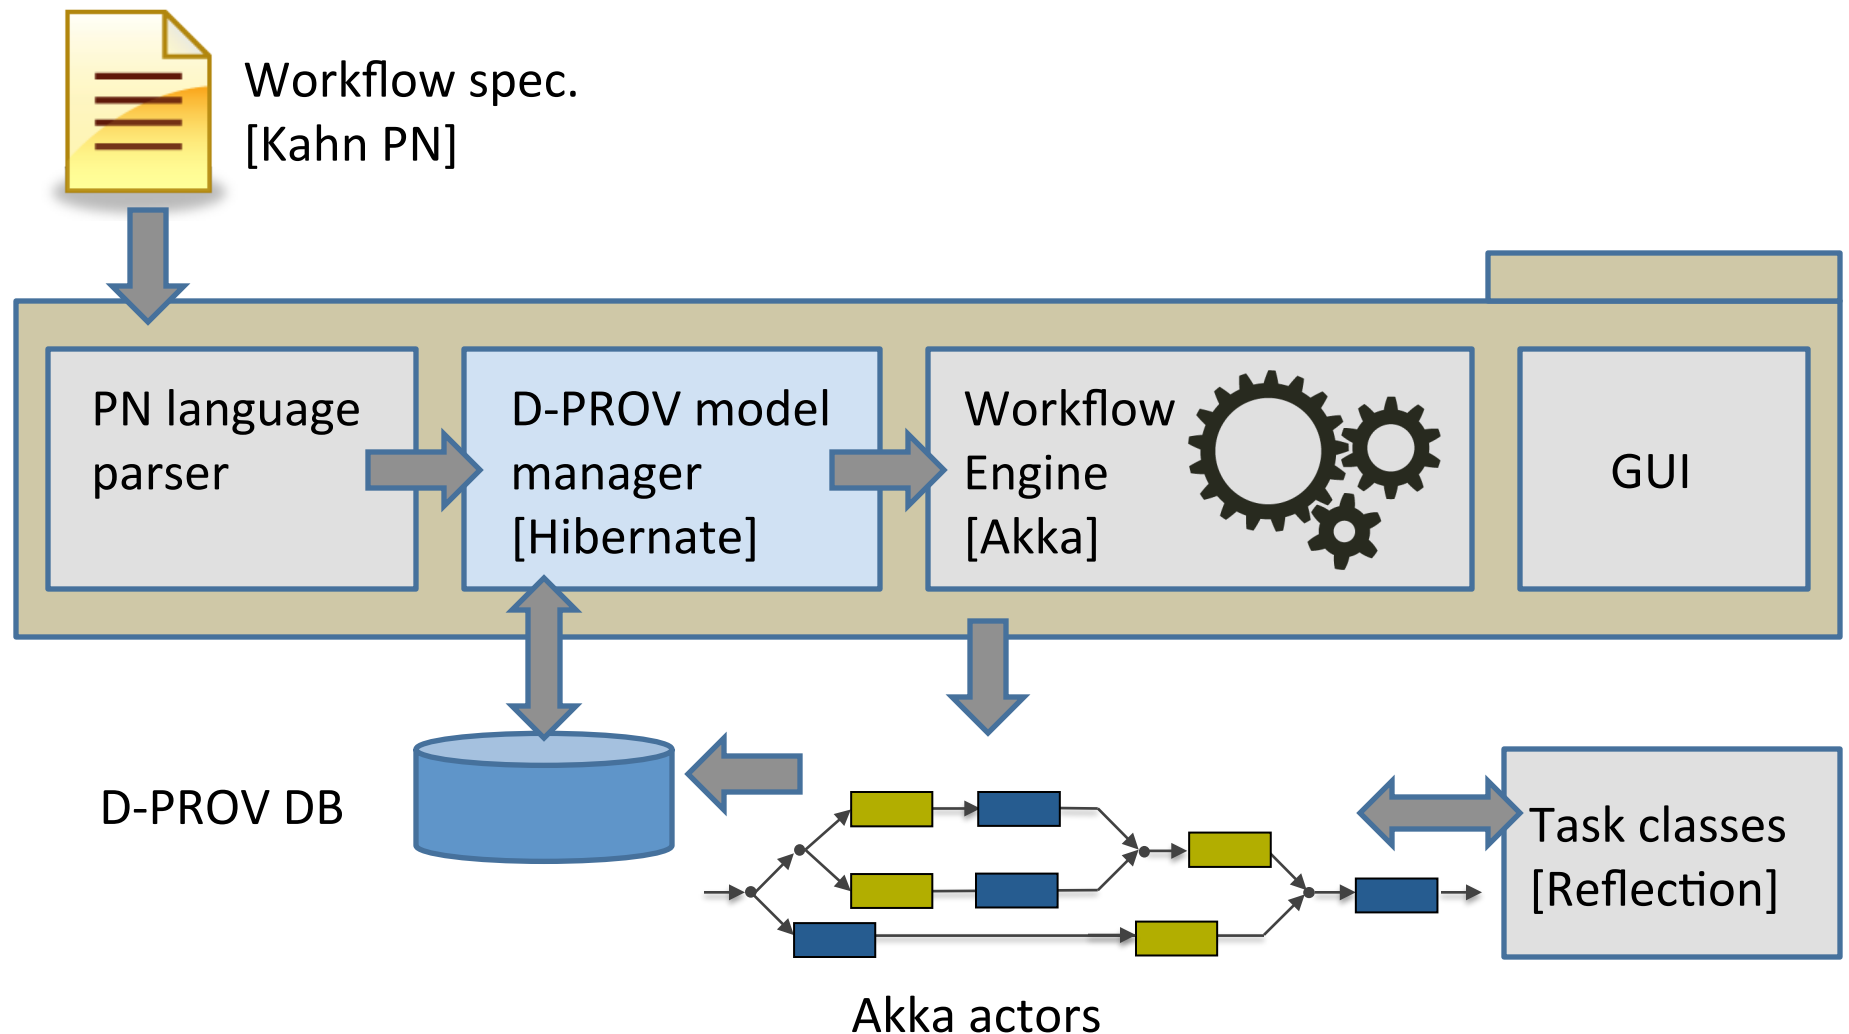 Workflow spec.
[Kahn PN]
PN language
parser
D-PROV model
manager
[Hibernate]
Workflow
Engine
[Akka]
GUI
D-PROV DB
Task classes
[Reflection]
Akka actors